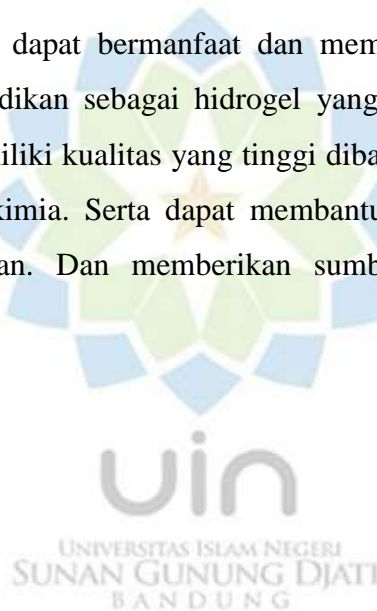 dapat bermanfaat dan mem
dikan sebagai hidrogel yang
iliki kualitas yang tinggi diba
kimia. Serta dapat membantu
an. Dan memberikan sumb
uin
UNIVERSITAS ISLAM NEGERI
SUNAN GUNUNG DJATI
BANDUNG